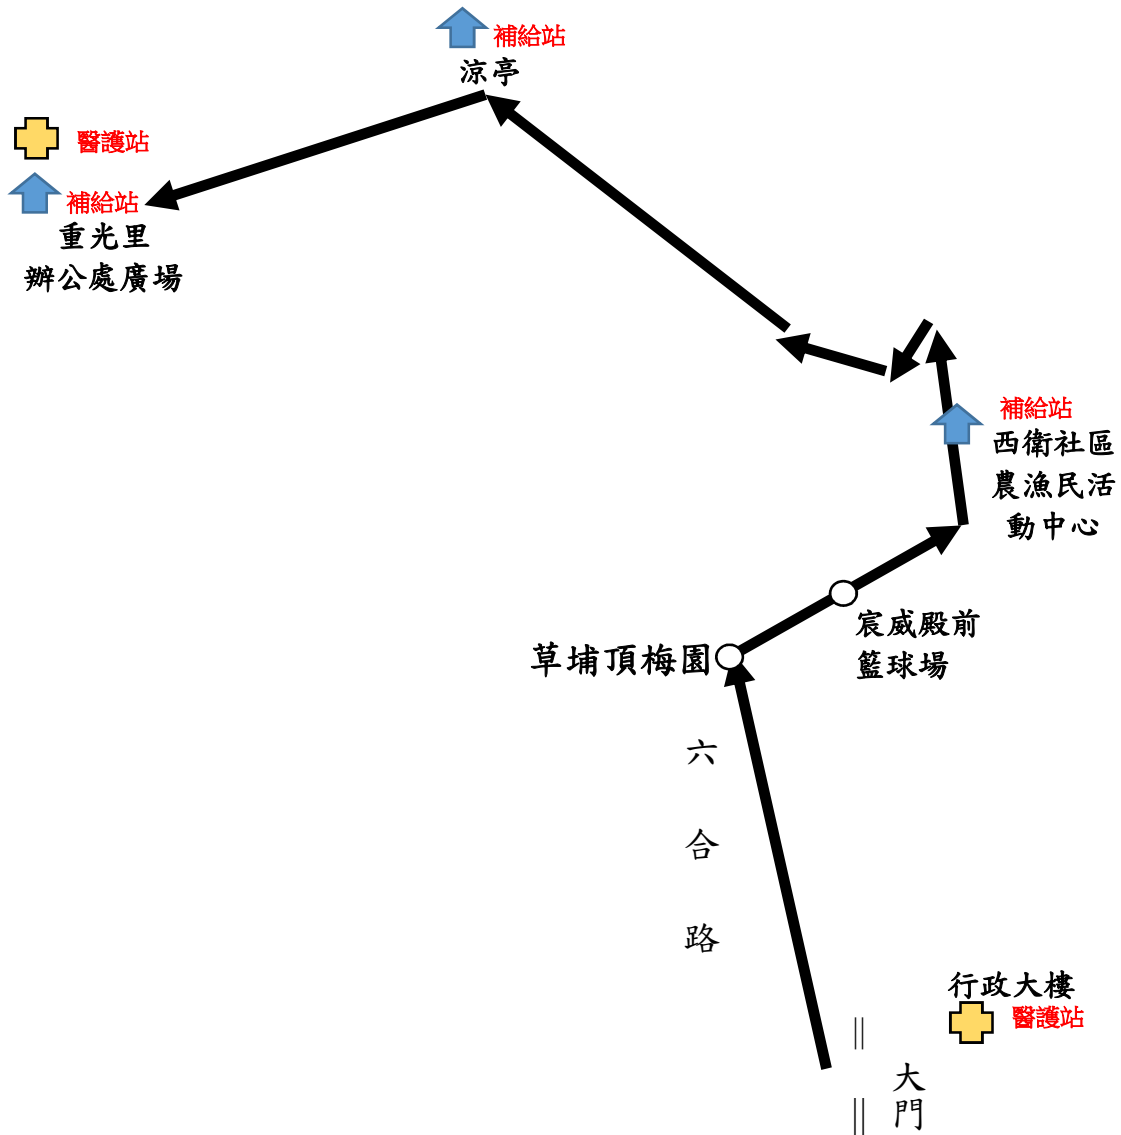 補給站
涼亭
醫護站
補給站
重光里
辦公處廣場
補給站
西衛社區
農漁民活
動中心
宸威殿前
籃球場
草埔頂梅園
六
合
路
行政大樓
醫護站
大
門